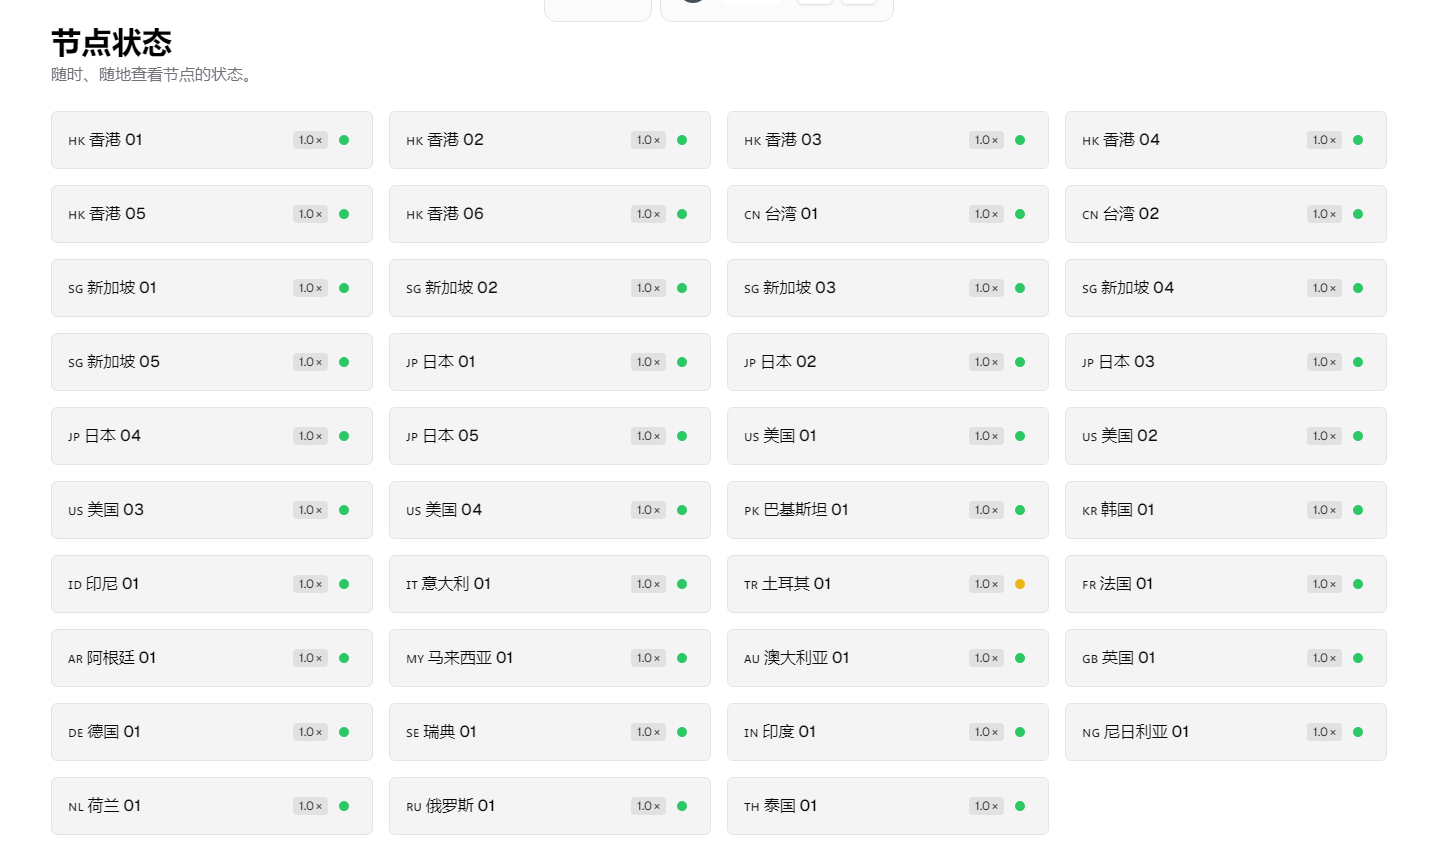 节点状态
随时、随地查看节点的状态。
HK 香港 01 1.0 ×
HK 香港 02 1.0 ×
HK 香港 03 1.0 ×
HK 香港 04 1.0 ×
HK 香港 05 1.0 ×
HK 香港 06 1.0 ×
CN 台湾 01 1.0 ×
CN 台湾 02 1.0 ×
SG 新加坡 01 1.0 ×
SG 新加坡 02 1.0 ×
SG 新加坡 03 1.0 ×
SG 新加坡 04 1.0 ×
SG 新加坡 05 1.0 ×
JP 日本 01 1.0 ×
JP 日本 02 1.0 ×
JP 日本 03 1.0 ×
JP 日本 04 1.0 ×
JP 日本 05 1.0 ×
US 美国 01 1.0 ×
US 美国 02 1.0 ×
US 美国 03 1.0 ×
US 美国 04 1.0 ×
PK 巴基斯坦 01 1.0 ×
KR 韩国 01 1.0 ×
ID 印尼 01 1.0 ×
IT 意大利 01 1.0 ×
TR 土耳其 01 1.0 ×
FR 法国 01 1.0 ×
AR 阿根廷 01 1.0 ×
MY 马来西亚 01 1.0 ×
AU 澳大利亚 01 1.0 ×
GB 英国 01 1.0 ×
DE 德国 01 1.0 ×
SE 瑞典 01 1.0 ×
IN 印度 01 1.0 ×
NG 尼日利亚 01 1.0 ×
NL 荷兰 01 1.0 ×
RU 俄罗斯 01 1.0 ×
TH 泰国 01 1.0 ×